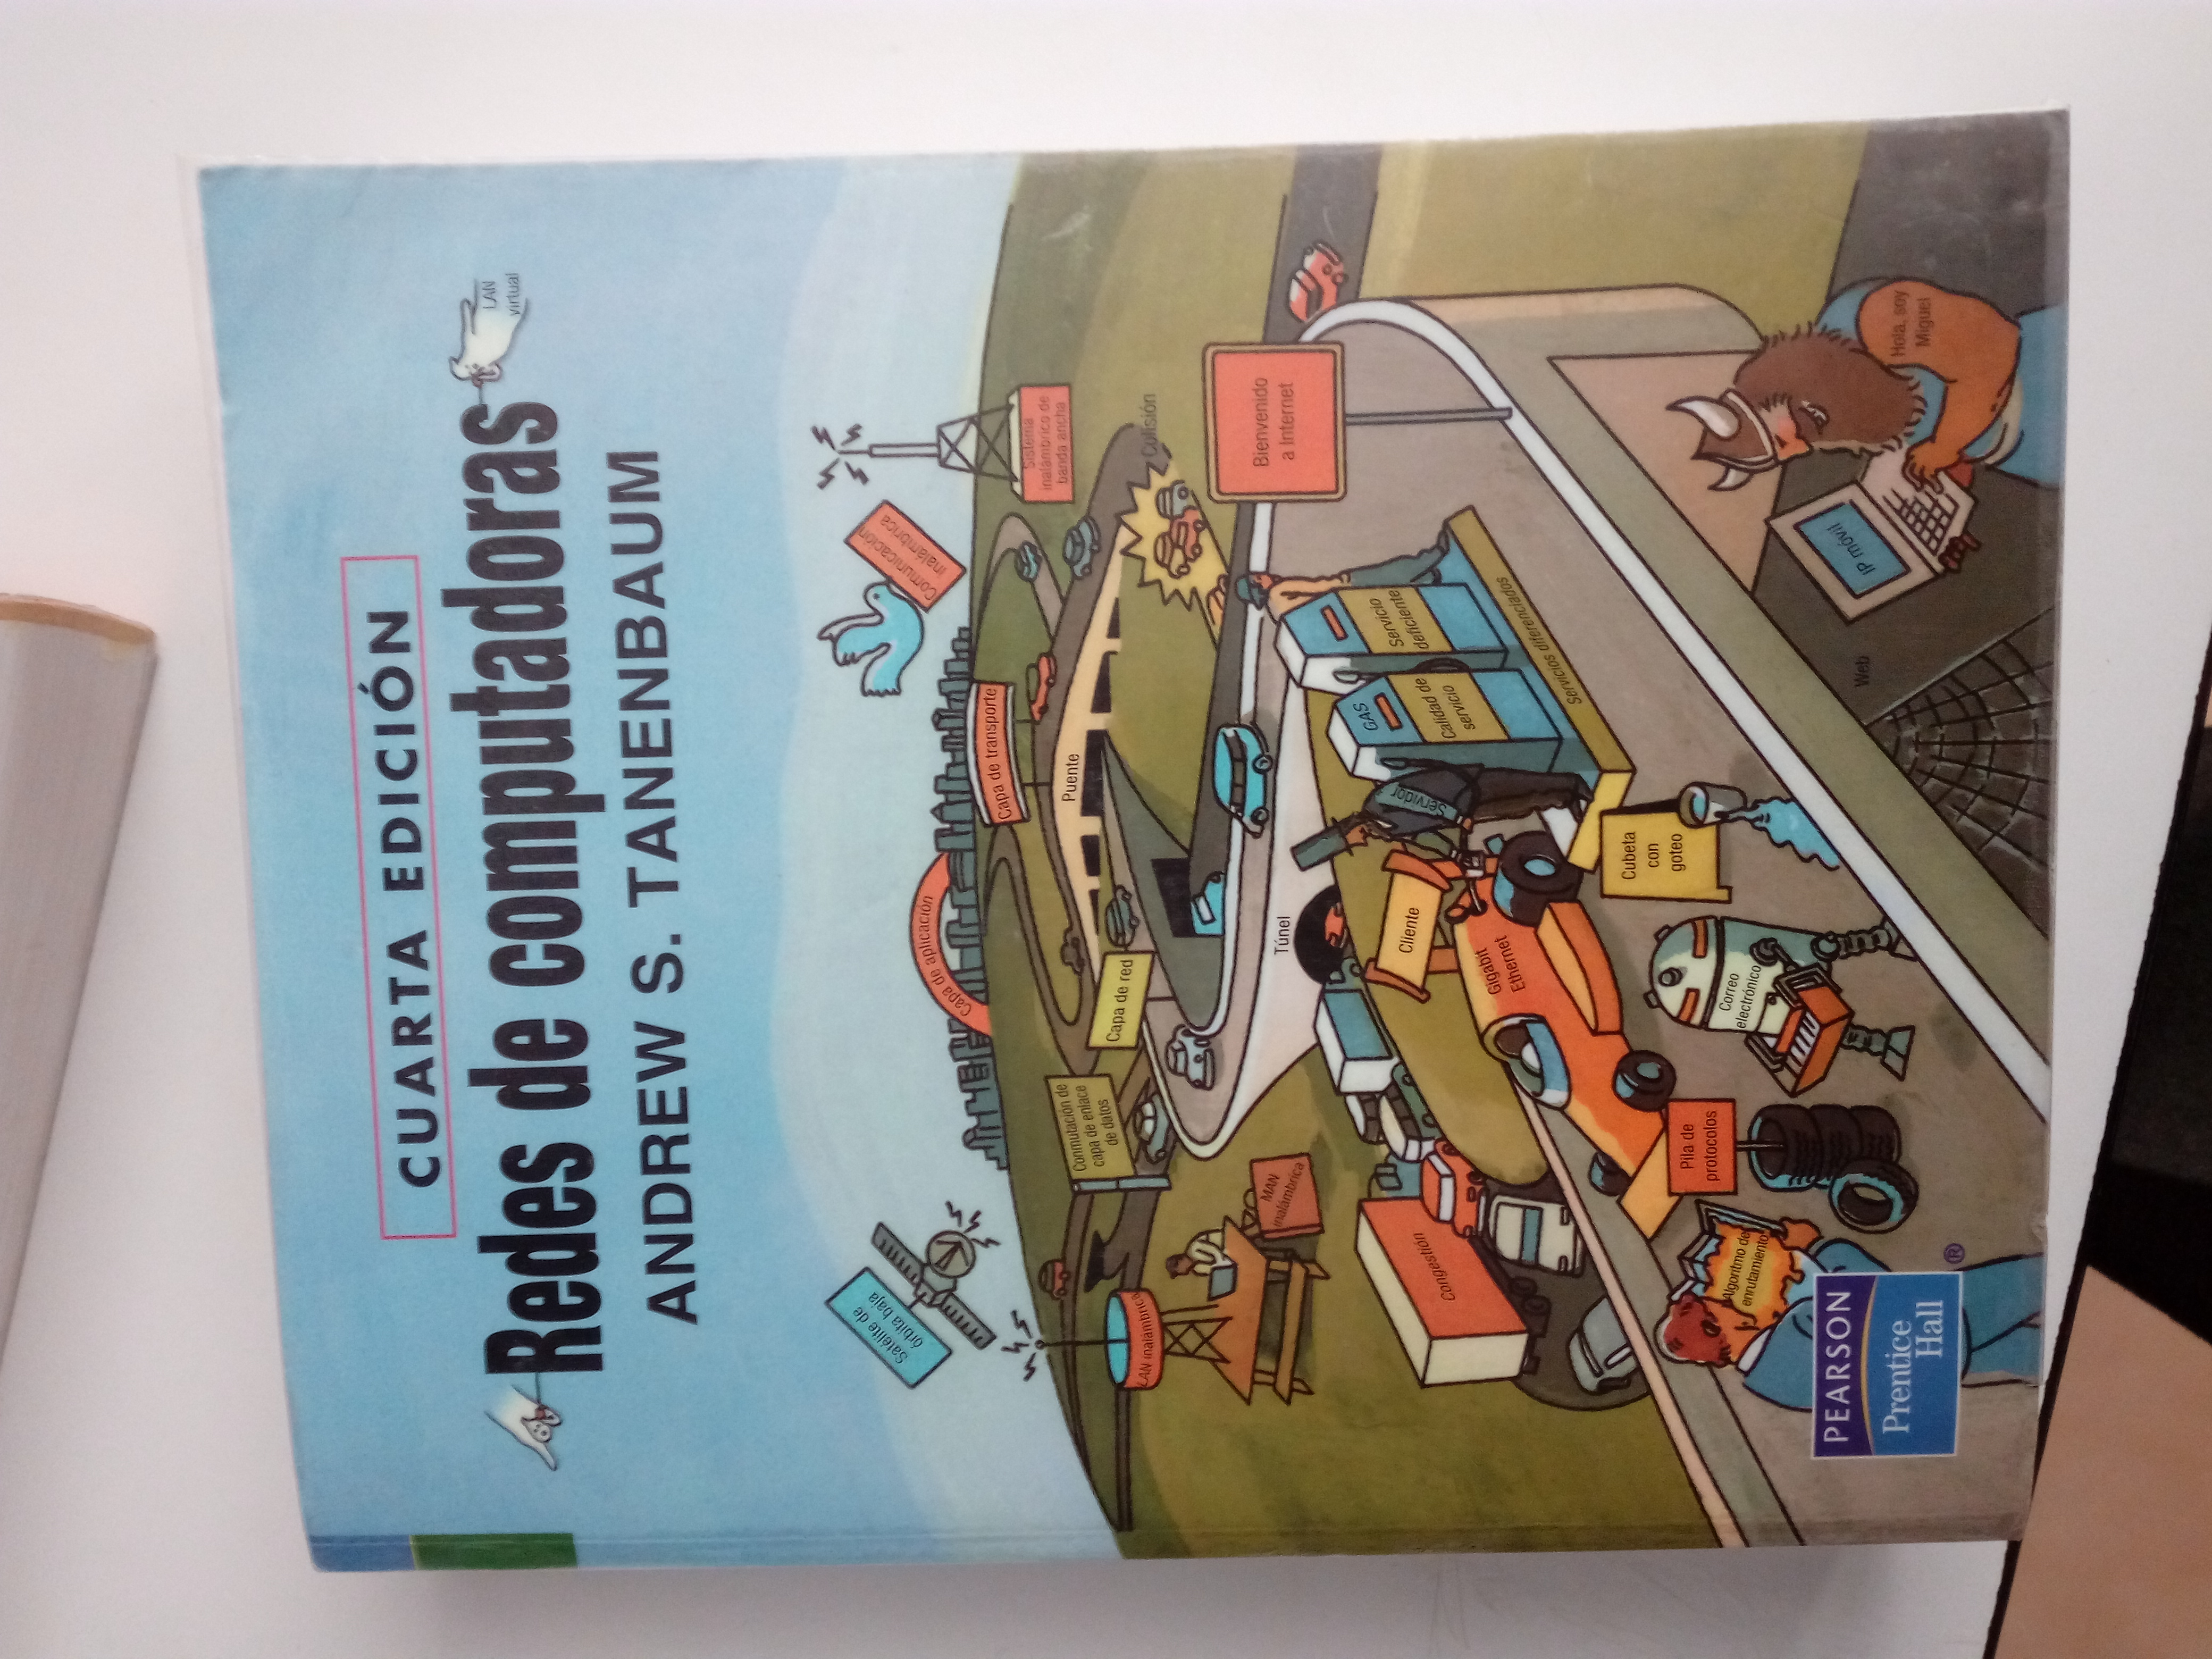 CUARTA EDICIÓN
Redes de computadoras
LAN
virtual
ANDREW S. TANENBAUM
Satélite de
órbita baja
Comunicación
inalámbrica
Capa de aplicación
Capa de transporte
Sistema
inalámbrico de
banda ancha
LAN inalámbrica
Conmutación de
capa de enlace
de datos
Capa de red
Puente
Colisión
MAN
inalámbrica
Túnel
Bienvenido
a Internet
Congestión
Cliente
Servidor
GAS
Calidad de
servicio
Servicio
deficiente
Servicios diferenciados
Gigabit
Ethernet
Cubeta
con
goteo
Pila de
protocolos
Correo
electrónico
Algoritmo de
enrutamiento
Web
IP móvil
Hola, soy
Miguel
PEARSON
Prentice
Hall
®